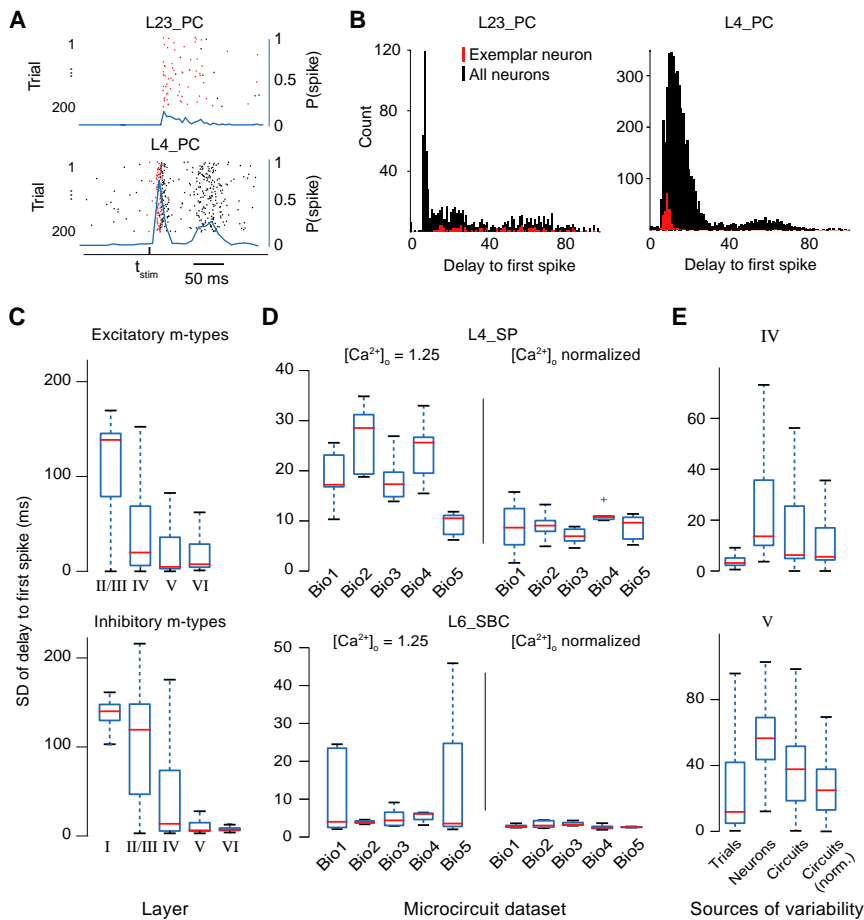 A
L23_PC
Trial
1
...
200
1
0.5
0
P(spike)
L4_PC
Trial
1
...
200
1
0.5
0
P(spike)
t_stim
50 ms
B
L23_PC
Exemplar neuron
All neurons
Count
120
80
40
0
40
80
Delay to first spike
L4_PC
300
200
100
0
40
80
Delay to first spike
C
Excitatory m-types
SD of delay to first spike (ms)
200
100
0
II/III
IV
V
VI
Inhibitory m-types
200
100
0
I
II/III
IV
V
VI
Layer
D
L4_SP
[Ca²⁺]ₒ = 1.25
[Ca²⁺]ₒ normalized
40
30
20
10
0
Bio1
Bio2
Bio3
Bio4
Bio5
Bio1
Bio2
Bio3
Bio4
Bio5
L6_SBC
[Ca²⁺]ₒ = 1.25
[Ca²⁺]ₒ normalized
50
40
30
20
10
0
Bio1
Bio2
Bio3
Bio4
Bio5
Bio1
Bio2
Bio3
Bio4
Bio5
Microcircuit dataset
E
IV
60
40
20
0
V
80
40
0
Trials
Neurons
Circuits
Circuits
(norm.)
Sources of variability